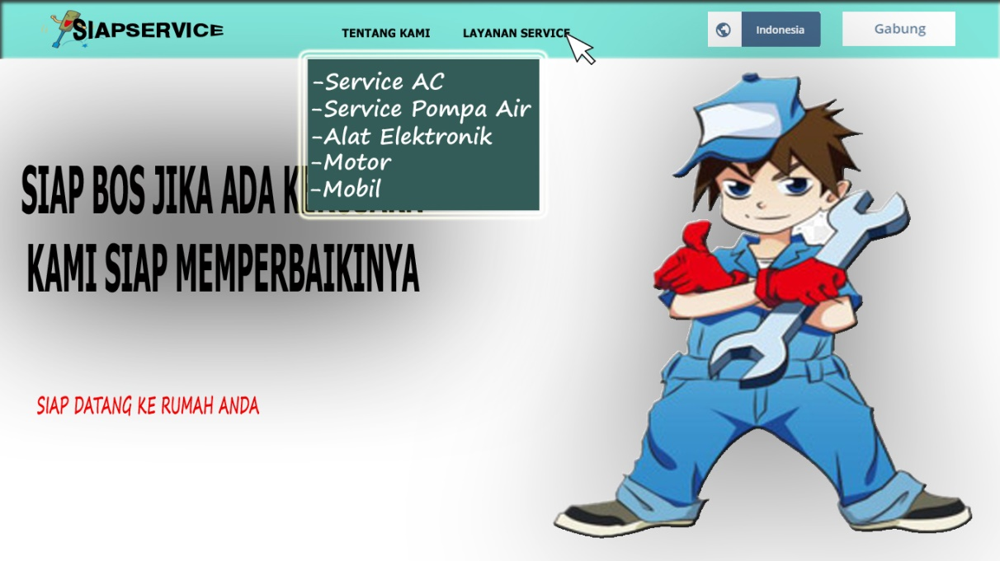 SIAPSERVICE
TENTANG KAMI
LAYANAN SERVICE
Indonesia
Gabung
-Service AC
-Service Pompa Air
-Alat Elektronik
-Motor
-Mobil
SIAP BOS JIKA ADA
KAMI SIAP MEMPERBAIKINYA
SIAP DATANG KE RUMAH ANDA